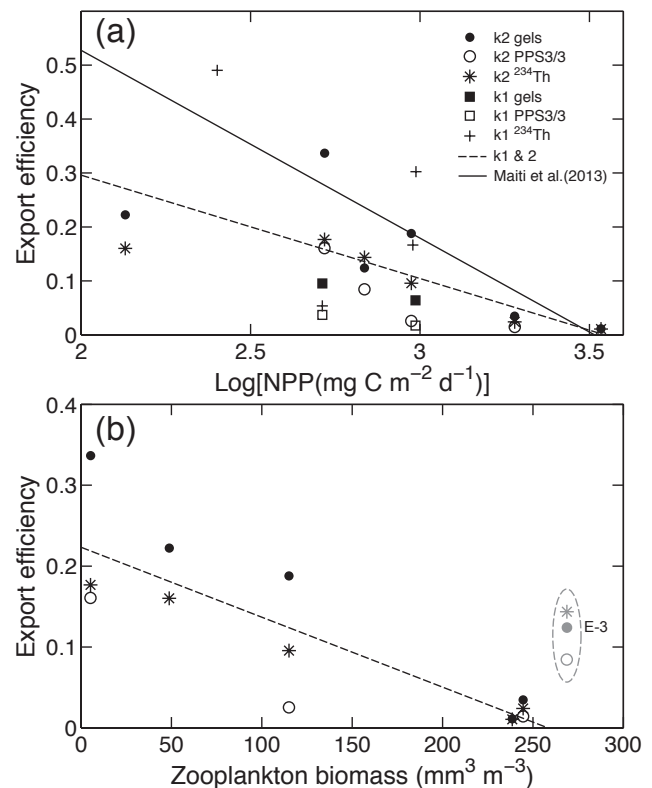 (a)
0.5
0.4
0.3
0.2
0.1
0
Export efficiency
k2 gels
k2 PPS3/3
k2 ²³⁴Th
k1 gels
k1 PPS3/3
k1 ²³⁴Th
k1 & 2
Maiti et al.(2013)
2 2.5 3 3.5
Log[NPP(mg C m⁻² d⁻¹)]
(b)
0.4
0.3
0.2
0.1
0
Export efficiency
E-3
0 50 100 150 200 250 300
Zooplankton biomass (mm³ m⁻³)